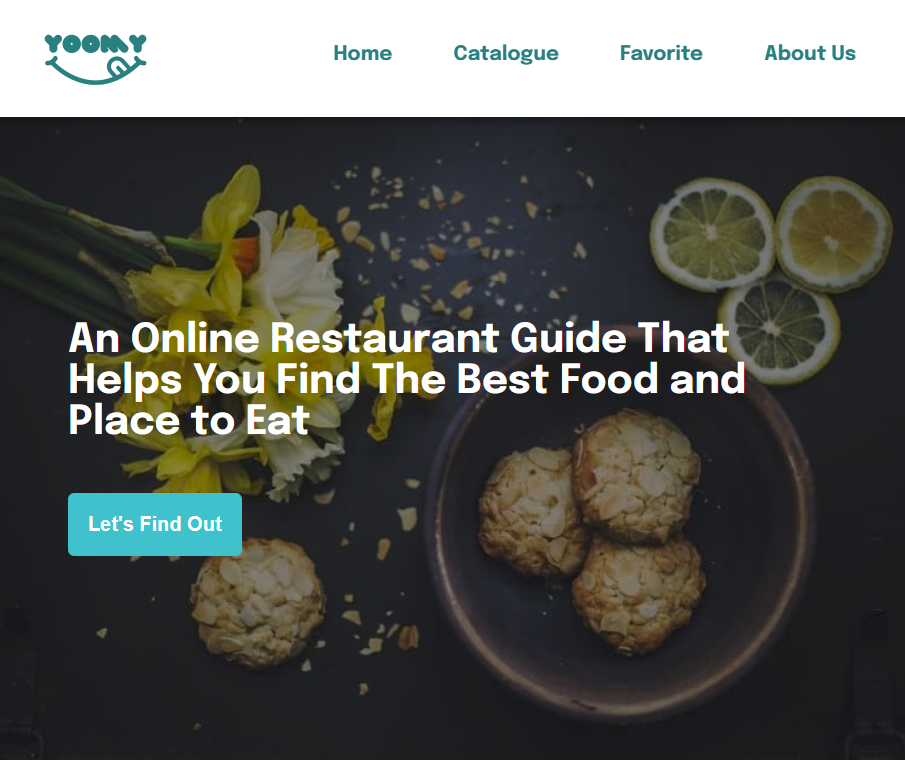 YOOMY
Home
Catalogue
Favorite
About Us
An Online Restaurant Guide That
Helps You Find The Best Food and
Place to Eat
Let's Find Out